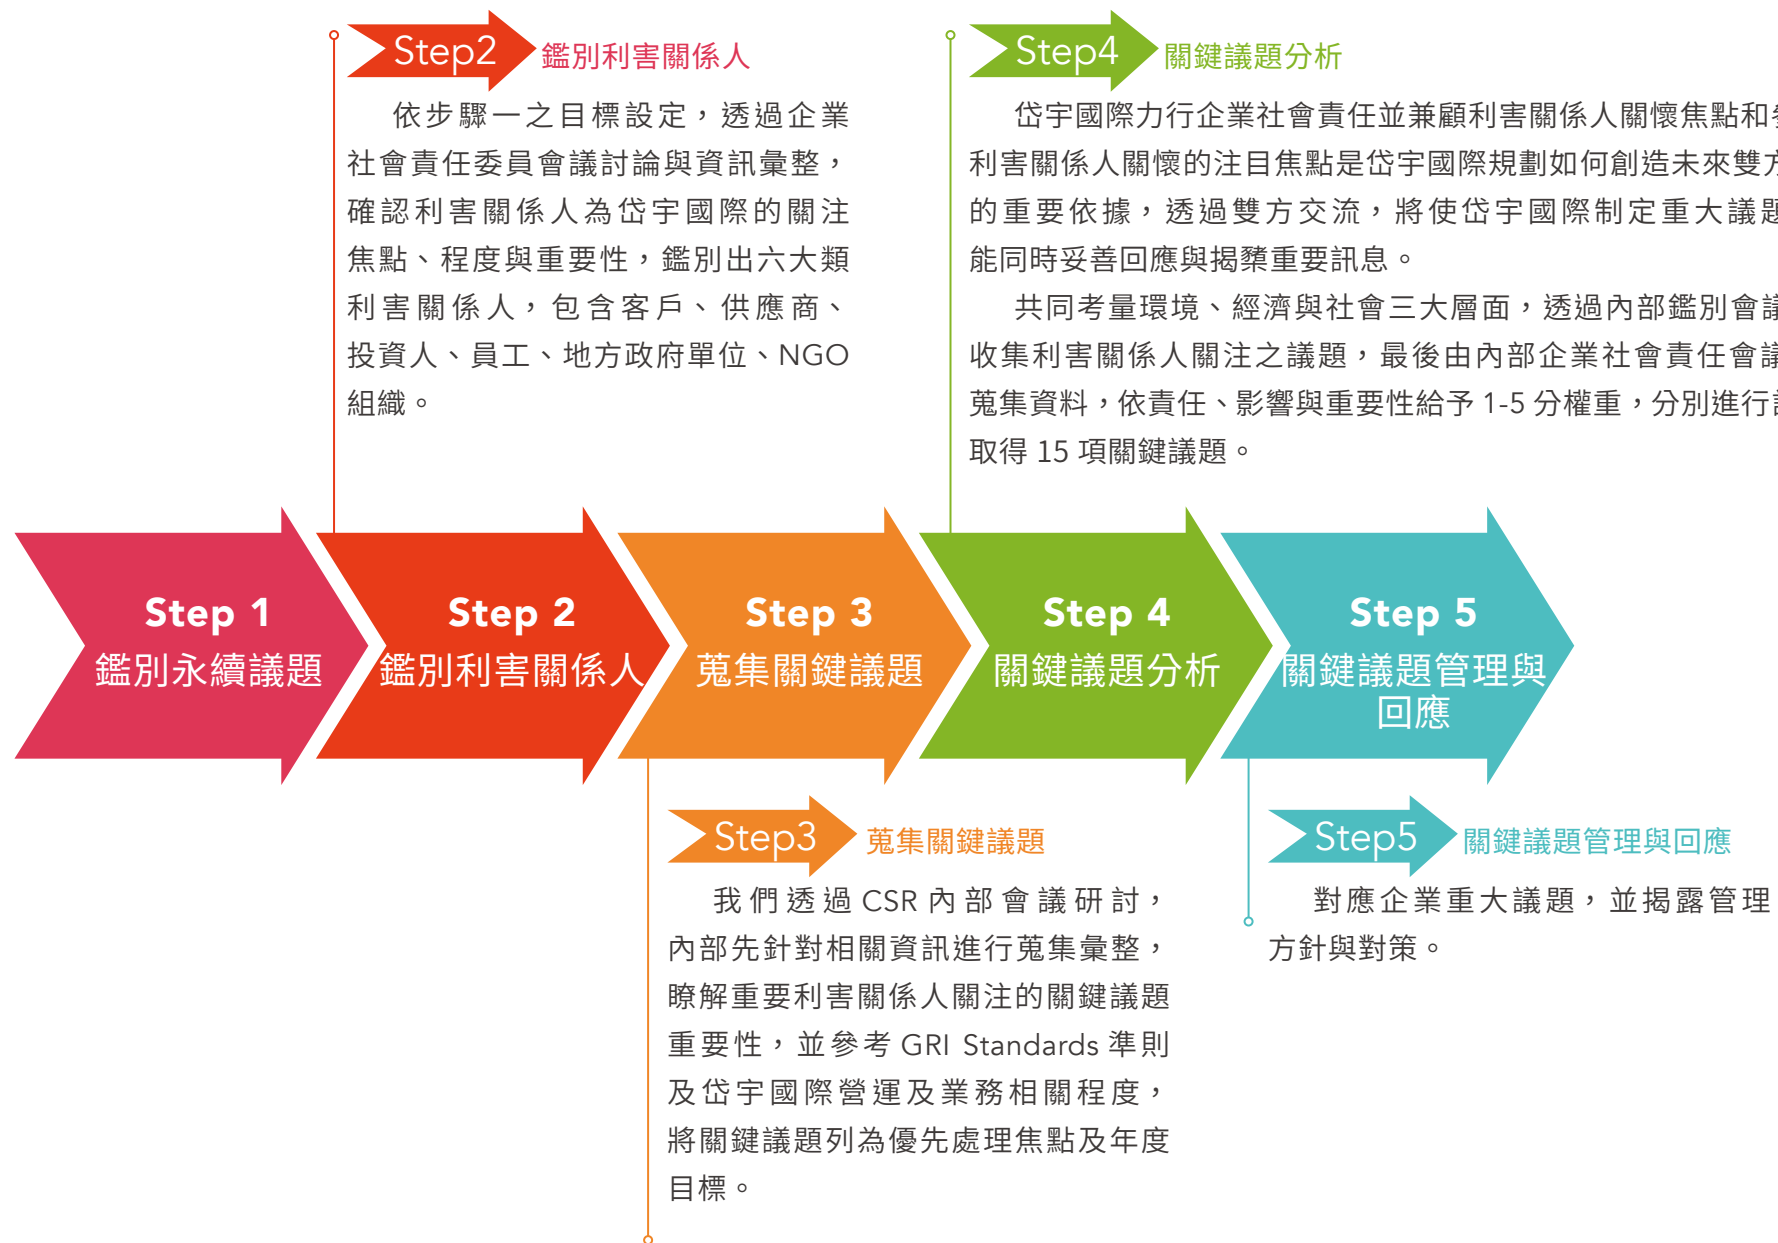 Step2 鑑別利害關係人
依步驟一之目標設定，透過企業
社會責任委員會議討論與資訊彙整，
確認利害關係人為岱宇國際的關注
焦點、程度與重要性，鑑別出六大類
利害關係人，包含客戶、供應商、
投資人、員工、地方政府單位、NGO
組織。
Step4 關鍵議題分析
岱宇國際力行企業社會責任並兼顧利害關係人關懷焦點和
利害關係人關懷的注目焦點是岱宇國際規劃如何創造未來雙方
的重要依據，透過雙方交流，將使岱宇國際制定重大議題
能同時妥善回應與揭櫫重要訊息。
共同考量環境、經濟與社會三大層面，透過內部鑑別會議
收集利害關係人關注之議題，最後由內部企業社會責任會議
蒐集資料，依責任、影響與重要性給予 1-5 分權重，分別進行
取得 15 項關鍵議題。
Step 1
鑑別永續議題
Step 2
鑑別利害關係人
Step 3
蒐集關鍵議題
Step 4
關鍵議題分析
Step 5
關鍵議題管理與
回應
Step3 蒐集關鍵議題
我們透過 CSR 內部會議研討，
內部先針對相關資訊進行蒐集彙整，
瞭解重要利害關係人關注的關鍵議題
重要性，並參考 GRI Standards 準則
及岱宇國際營運及業務相關程度，
將關鍵議題列為優先處理焦點及年度
目標。
Step5 關鍵議題管理與回應
對應企業重大議題，並揭露管理
方針與對策。